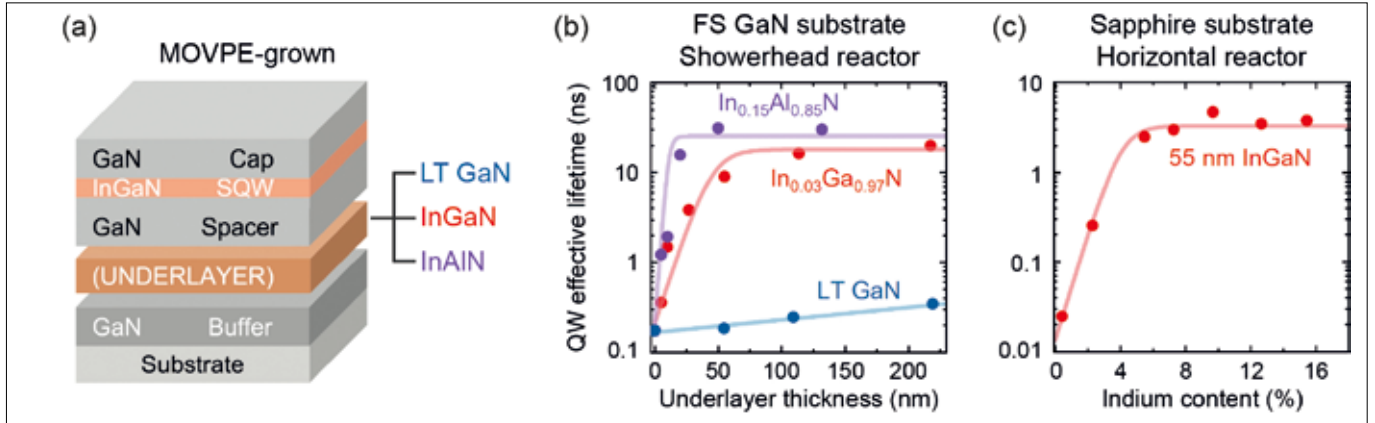 (a)
MOVPE-grown
GaN Cap
InGaN SQW
GaN Spacer
(UNDERLAYER)
GaN Buffer
Substrate
LT GaN
InGaN
InAlN
(b)
FS GaN substrate
Showerhead reactor
QW effective lifetime (ns)
100
10
1
0.1
In0.15Al0.85N
In0.03Ga0.97N
LT GaN
0 50 100 150 200
Underlayer thickness (nm)
(c)
Sapphire substrate
Horizontal reactor
10
1
0.1
0.01
55 nm InGaN
0 4 8 12 16
Indium content (%)